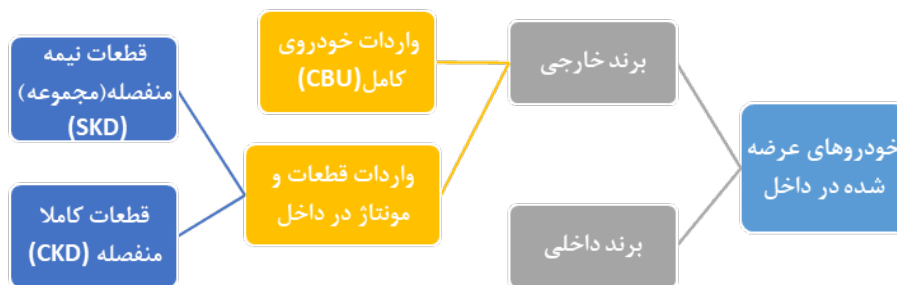 خودروهای عرضه
شده در داخل
برند خارجی
برند داخلی
واردات خودروی
کامل(CBU)
واردات قطعات و
مونتاژ در داخل
قطعات نیمه
منفصله(مجموعه)
(SKD)
قطعات کاملا
منفصله (CKD)